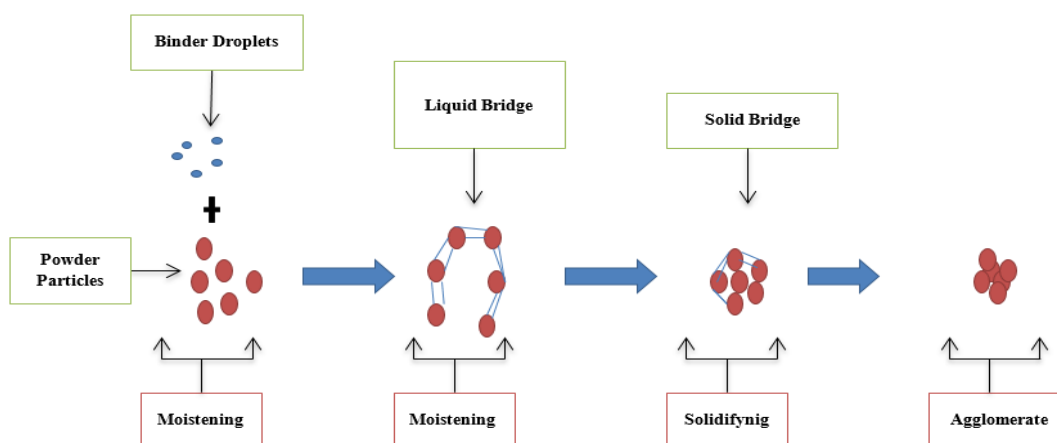 Binder Droplets
Liquid Bridge
Solid Bridge
Powder
Particles
Moistening
Moistening
Solidifynig
Agglomerate